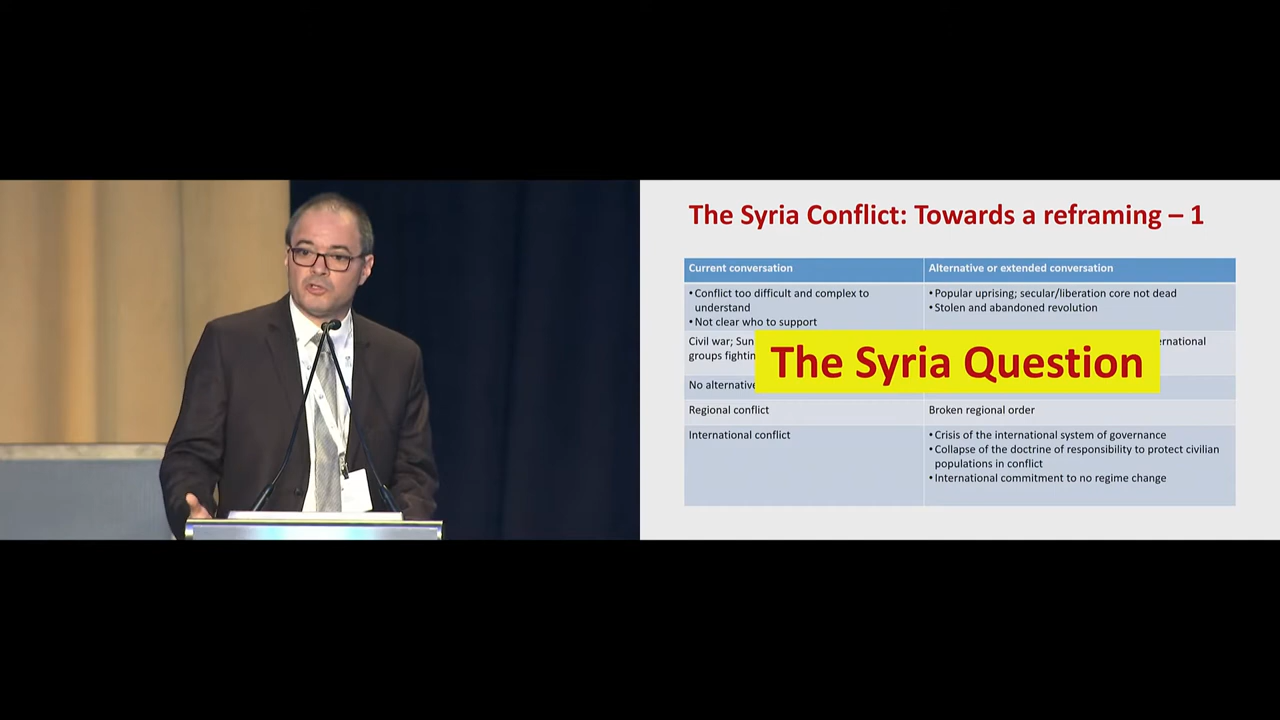 The Syria Conflict: Towards a reframing – 1
Current conversation
Alternative or extended conversation
• Conflict too difficult and complex to
understand
• Not clear who to support
• Popular uprising; secular/liberation core not dead
• Stolen and abandoned revolution
Civil war; Sun
groups fightin
ernational
The Syria Question
No alternative
Regional conflict
Broken regional order
International conflict
• Crisis of the international system of governance
• Collapse of the doctrine of responsibility to protect civilian
populations in conflict
• International commitment to no regime change